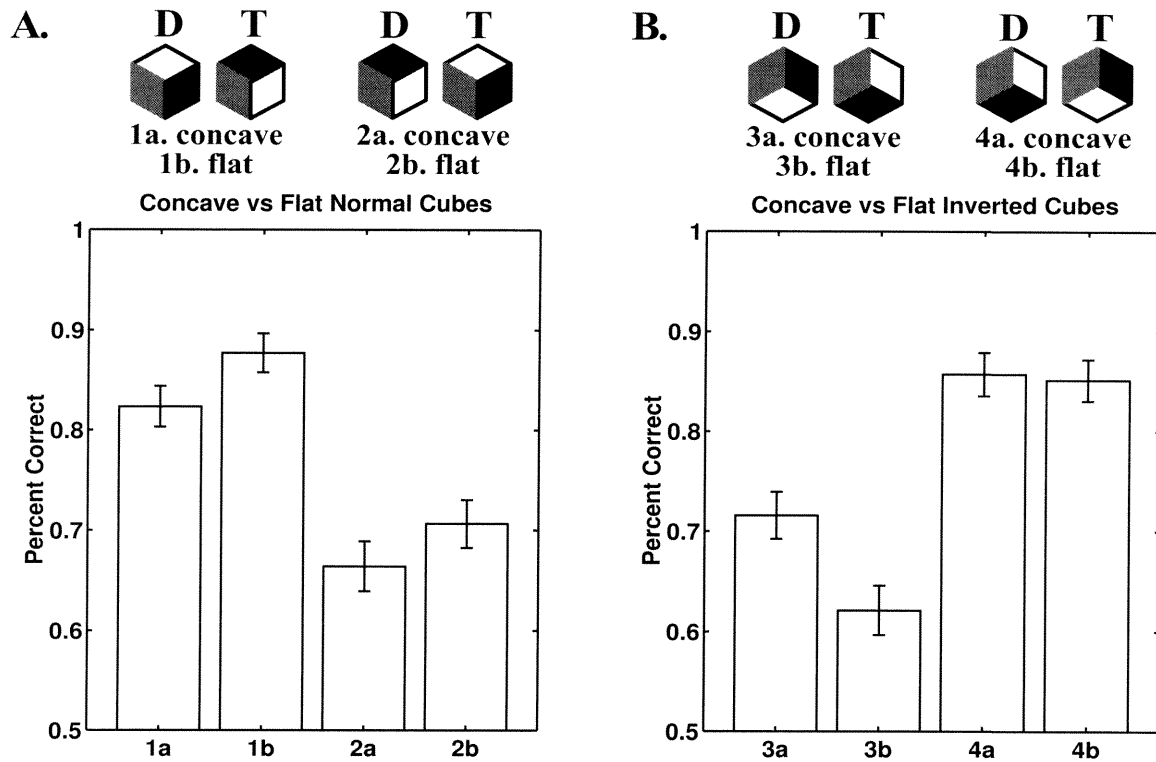 A.
D T D T
1a. concave 2a. concave
1b. flat 2b. flat
Concave vs Flat Normal Cubes
Percent Correct
1
0.9
0.8
0.7
0.6
0.5
1a 1b 2a 2b
B.
D T D T
3a. concave 4a. concave
3b. flat 4b. flat
Concave vs Flat Inverted Cubes
Percent Correct
1
0.9
0.8
0.7
0.6
0.5
3a 3b 4a 4b